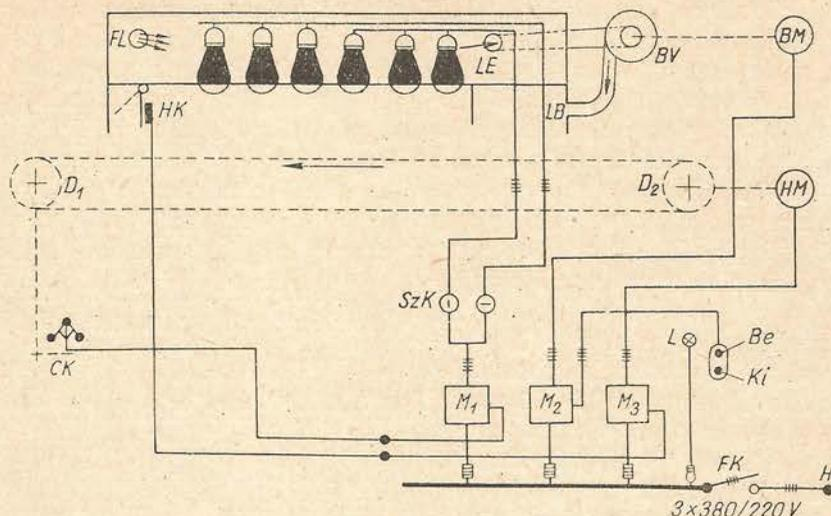 FL
LE
BV
BM
HK
LB
D₁
D₂
HM
SzK
L
Be
Ki
CK
M₁
M₂
M₃
FK
H
3×380/220V